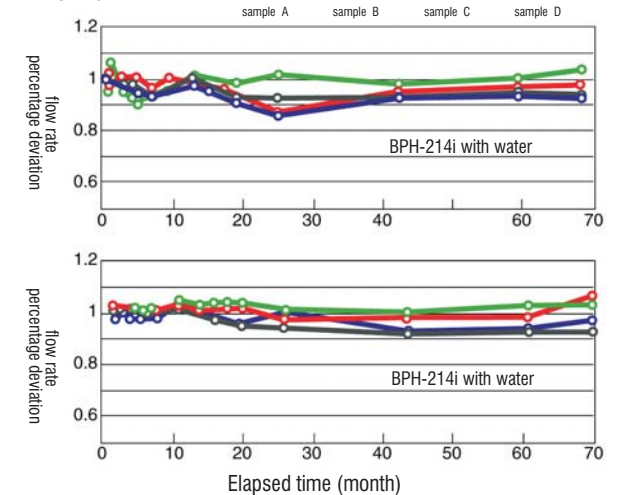 sample A sample B sample C sample D
1.2
1
0.8
0.6
flow rate
percentage deviation
BPH-214i with water
0 10 20 30 40 60 70
1.2
1
0.8
0.6
flow rate
percentage deviation
BPH-214i with water
0 10 20 30 40 50 60 70
Elapsed time (month)